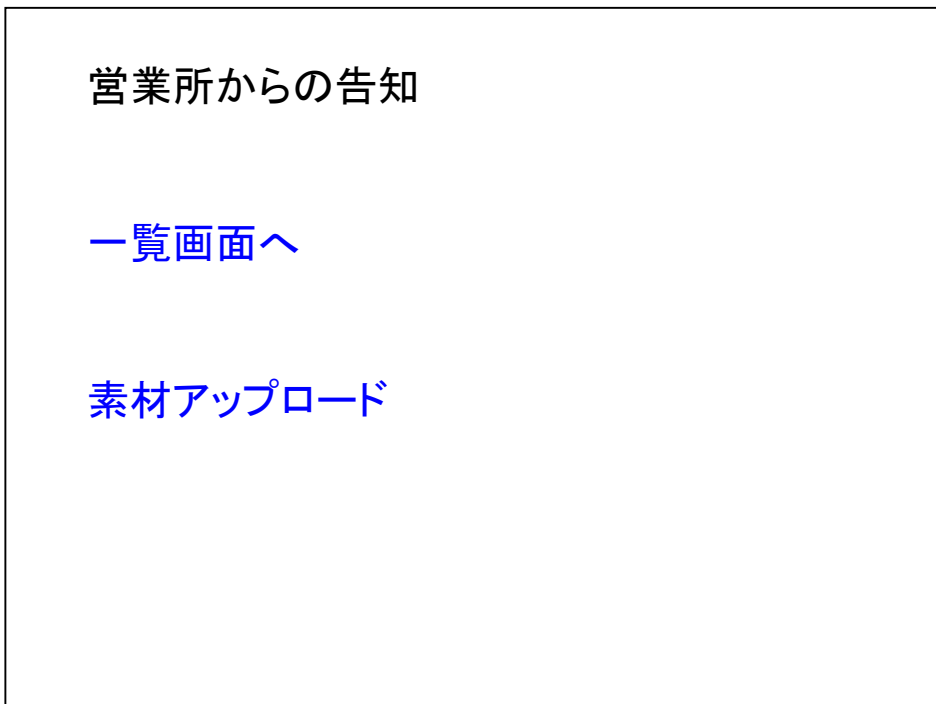 営業所からの告知
一覧画面へ
素材アップロード